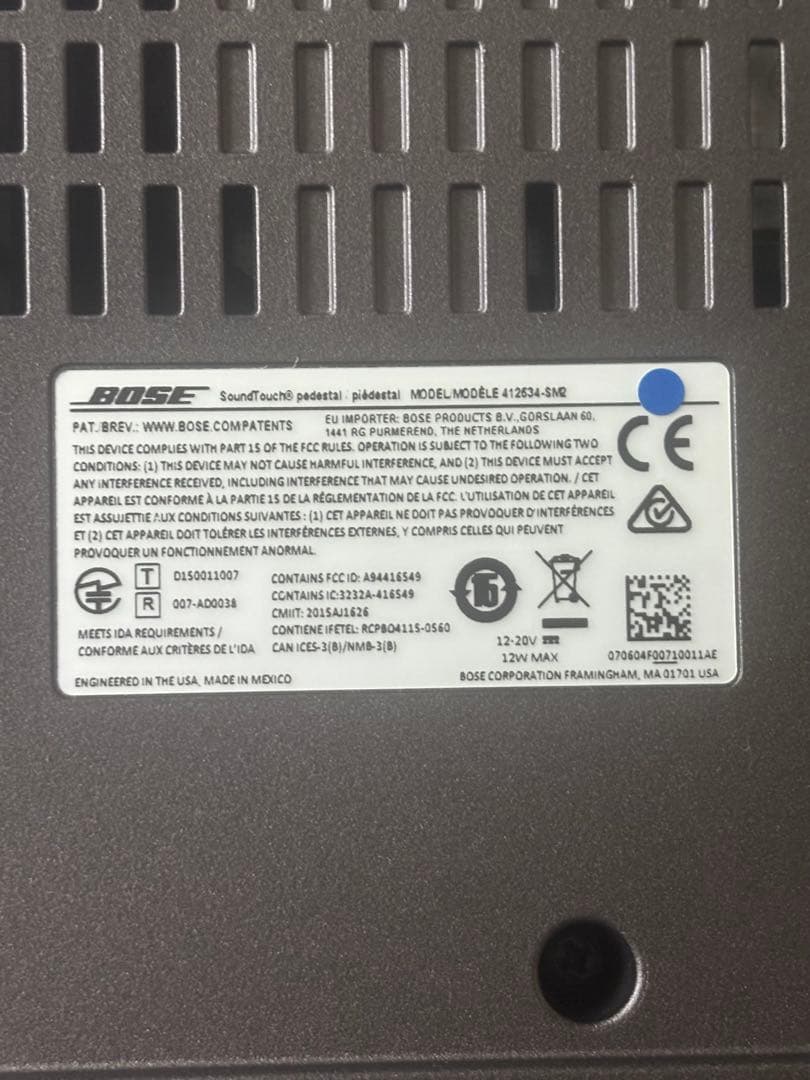 BOSE SoundTouch® pedestal / piédestal MODEL/MODÈLE 412534-SM2
PAT./BREV.: WWW.BOSE.COM/PATENTS
EU IMPORTER: BOSE PRODUCTS B.V., GORSLAAN 60,
1441 RG PURMEREND, THE NETHERLANDS
THIS DEVICE COMPLIES WITH PART 15 OF THE FCC RULES. OPERATION IS SUBJECT TO THE FOLLOWING TWO
CONDITIONS: (1) THIS DEVICE MAY NOT CAUSE HARMFUL INTERFERENCE, AND (2) THIS DEVICE MUST ACCEPT
ANY INTERFERENCE RECEIVED, INCLUDING INTERFERENCE THAT MAY CAUSE UNDESIRED OPERATION. / CET
APPAREIL EST CONFORME À LA PARTIE 15 DE LA RÉGLEMENTATION DE LA FCC. L'UTILISATION DE CET APPAREIL
EST ASSUJETTIE AUX CONDITIONS SUIVANTES : (1) CET APPAREIL NE DOIT PAS PROVOQUER D'INTERFÉRENCES
ET (2) CET APPAREIL DOIT TOLÉRER LES INTERFÉRENCES EXTERNES, Y COMPRIS CELLES QUI PEUVENT
PROVOQUER UN FONCTIONNEMENT ANORMAL.
CE
T D150011007
R 007-AD0038
MEETS IDA REQUIREMENTS /
CONFORME AUX CRITÈRES DE L'IDA
CONTAINS FCC ID: A94416549
CONTAINS IC:3232A-416549
CMIIT: 2015AJ1626
CONTIENE IFETEL: RCPBO4115-0560
CAN ICES-3(B)/NMB-3(B)
15
12-20V
12W MAX
070604F00710011AE
ENGINEERED IN THE USA, MADE IN MEXICO
BOSE CORPORATION FRAMINGHAM, MA 01701 USA